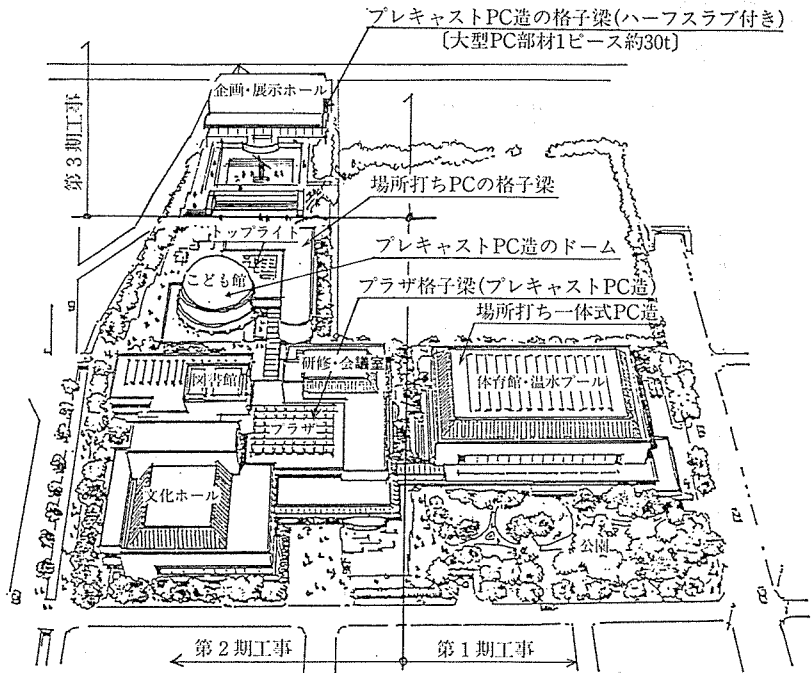 プレキャストPC造の格子梁(ハーフスラブ付き)
〔大型PC部材1ピース約30t〕
企画・展示ホール
第3期工事
場所打ちPCの格子梁
トップライト
プレキャストPC造のドーム
こども館
プラザ格子梁(プレキャストPC造)
場所打ち一体式PC造
研修・会議室
図書館
体育館・温水プール
プラザ
文化ホール
公園
第2期工事
第1期工事